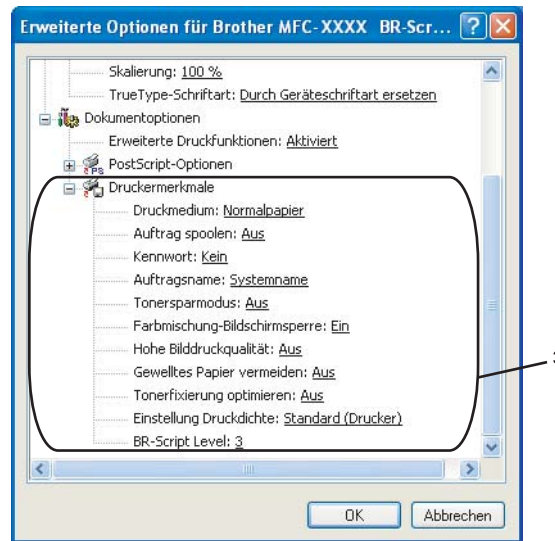 Erweiterte Optionen für Brother MFC-XXXX BR-Scr...
Skalierung: 100 %
TrueType-Schriftart: Durch Geräteschriftart ersetzen
Dokumentoptionen
Erweiterte Druckfunktionen: Aktiviert
PostScript-Optionen
Druckermerkmale
Druckmedium: Normalpapier
Auftrag spoolen: Aus
Kennwort: Kein
Auftragsname: Systemname
Tonersparmodus: Aus
Farbmischung-Bildschirmsperre: Ein
Hohe Bilddruckqualität: Aus
Gewelltes Papier vermeiden: Aus
Tonerfixierung optimieren: Aus
Einstellung Druckdichte: Standard (Drucker)
BR-Script Level: 3
OK
Abbrechen